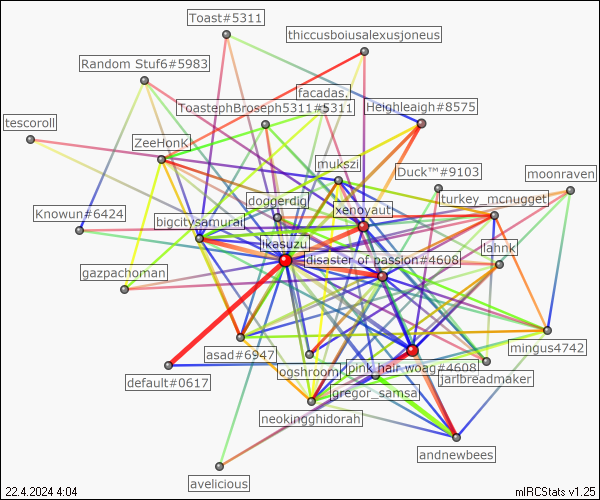 Toast#5311
thiccusboiusalexusjoneus
Random Stuf6#5983
facadas.
ToastephBroseph5311#5311
Heighleigh#8575
tescoroll
ZeeHonK
mukszi
Duck™#9103
moonraven
doggerdig
turkey_mcnugget
Knowun#6424
bigcitysamurai
xenoyaut
ikasuzu
lahnk
gazpachoman
disaster of passion#4608
asad#6947
mingus4742
default#0617
ogshroom
pink hair woag#4608
jarlbreadmaker
gregor_samsa
neokingghidorah
andnewbees
avelicious
22.4.2024 4:04
mIRCStats v1.25